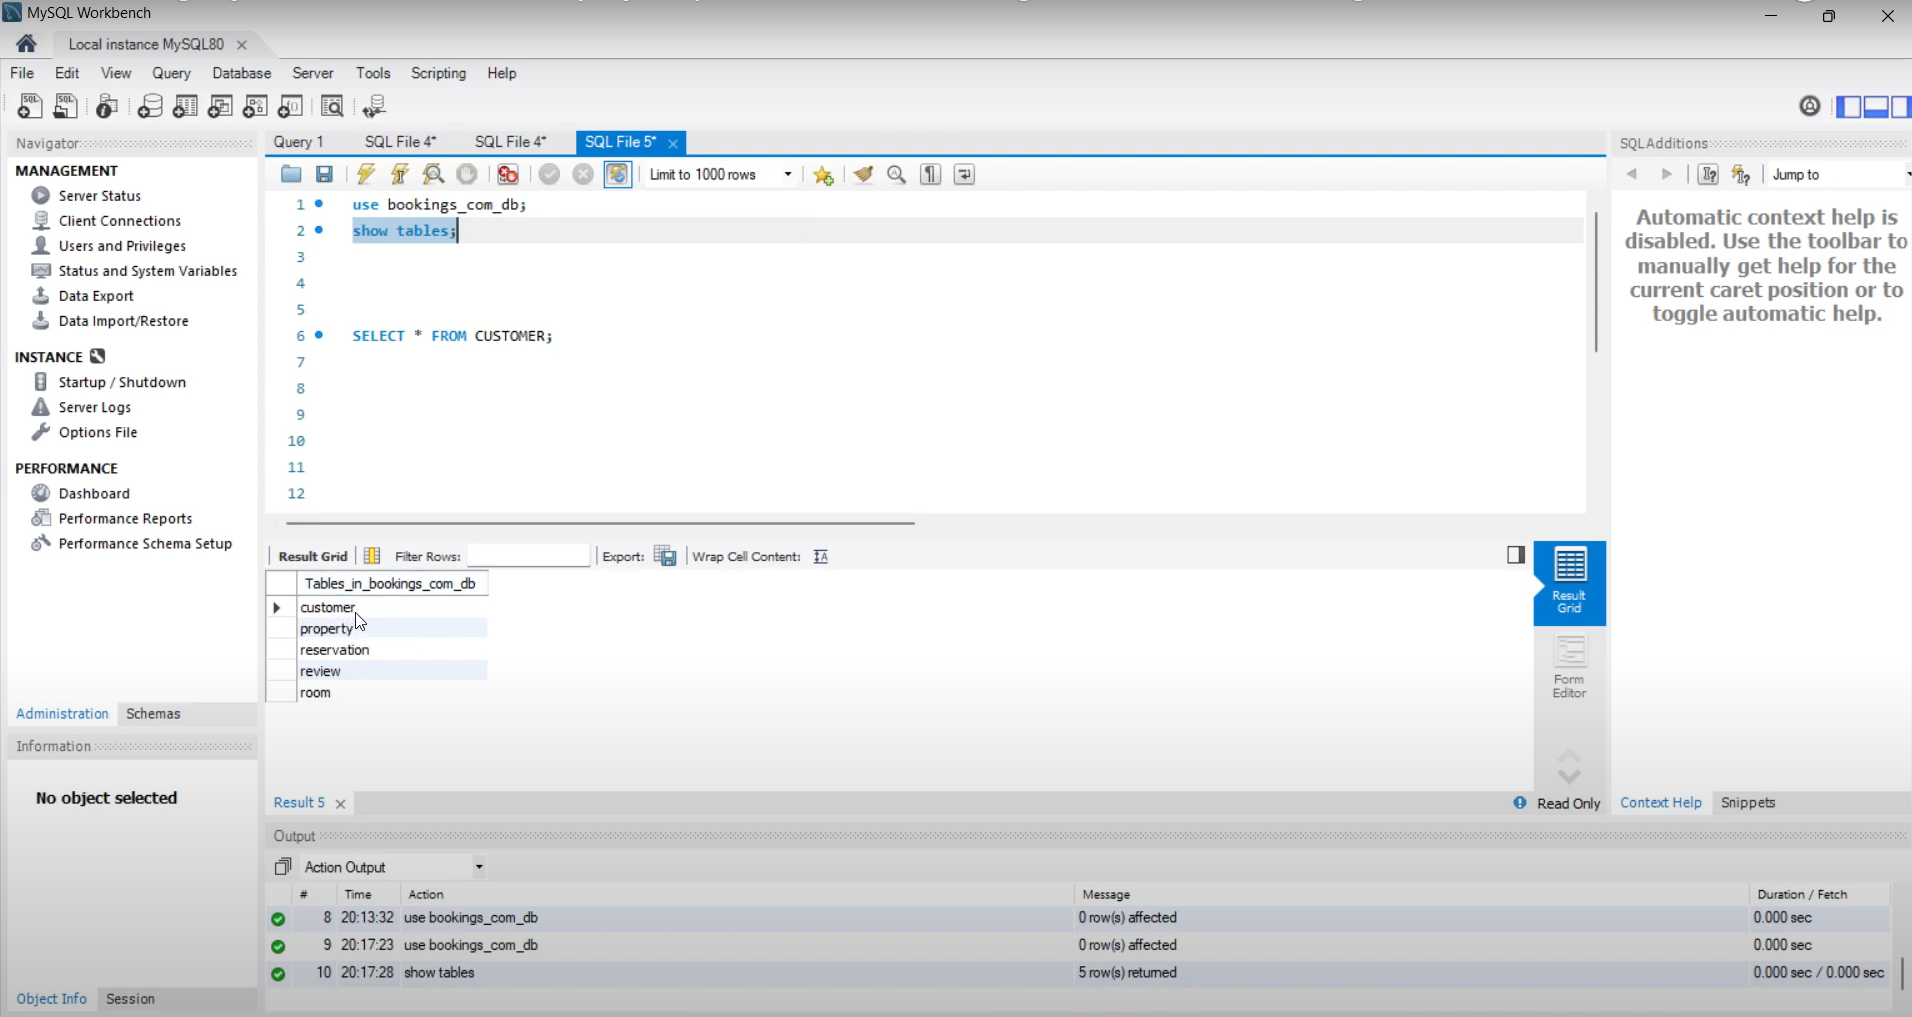 MySQL Workbench
Local instance MySQL80
File Edit View Query Database Server Tools Scripting Help
Navigator
MANAGEMENT
Server Status
Client Connections
Users and Privileges
Status and System Variables
Data Export
Data Import/Restore
INSTANCE
Startup / Shutdown
Server Logs
Options File
PERFORMANCE
Dashboard
Performance Reports
Performance Schema Setup
Administration Schemas
Information
No object selected
Object Info Session
Query 1 SQL File 4* SQL File 4* SQL File 5*
Limit to 1000 rows
1 use bookings_com_db;
2 show tables;
3
4
5
6 SELECT * FROM CUSTOMER;
7
8
9
10
11
12
Result Grid Filter Rows: Export: Wrap Cell Content:
Tables_in_bookings_com_db
customer
property
reservation
review
room
Result Grid
Form Editor
Result 5
Read Only
SQLAdditions
Jump to
Automatic context help is
disabled. Use the toolbar to
manually get help for the
current caret position or to
toggle automatic help.
Context Help Snippets
Output
Action Output
# Time Action Message Duration / Fetch
8 20:13:32 use bookings_com_db 0 row(s) affected 0.000 sec
9 20:17:23 use bookings_com_db 0 row(s) affected 0.000 sec
10 20:17:28 show tables 5 row(s) returned 0.000 sec / 0.000 sec